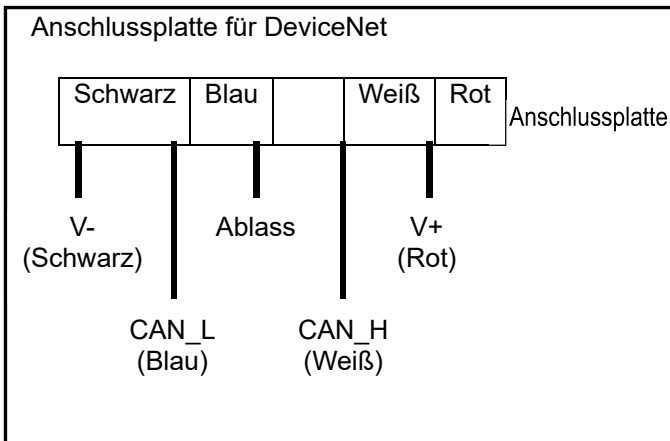 Anschlussplatte für DeviceNet
Schwarz Blau Weiß Rot
Anschlussplatte
V-
(Schwarz)
Ablass
V+
(Rot)
CAN_L
(Blau)
CAN_H
(Weiß)